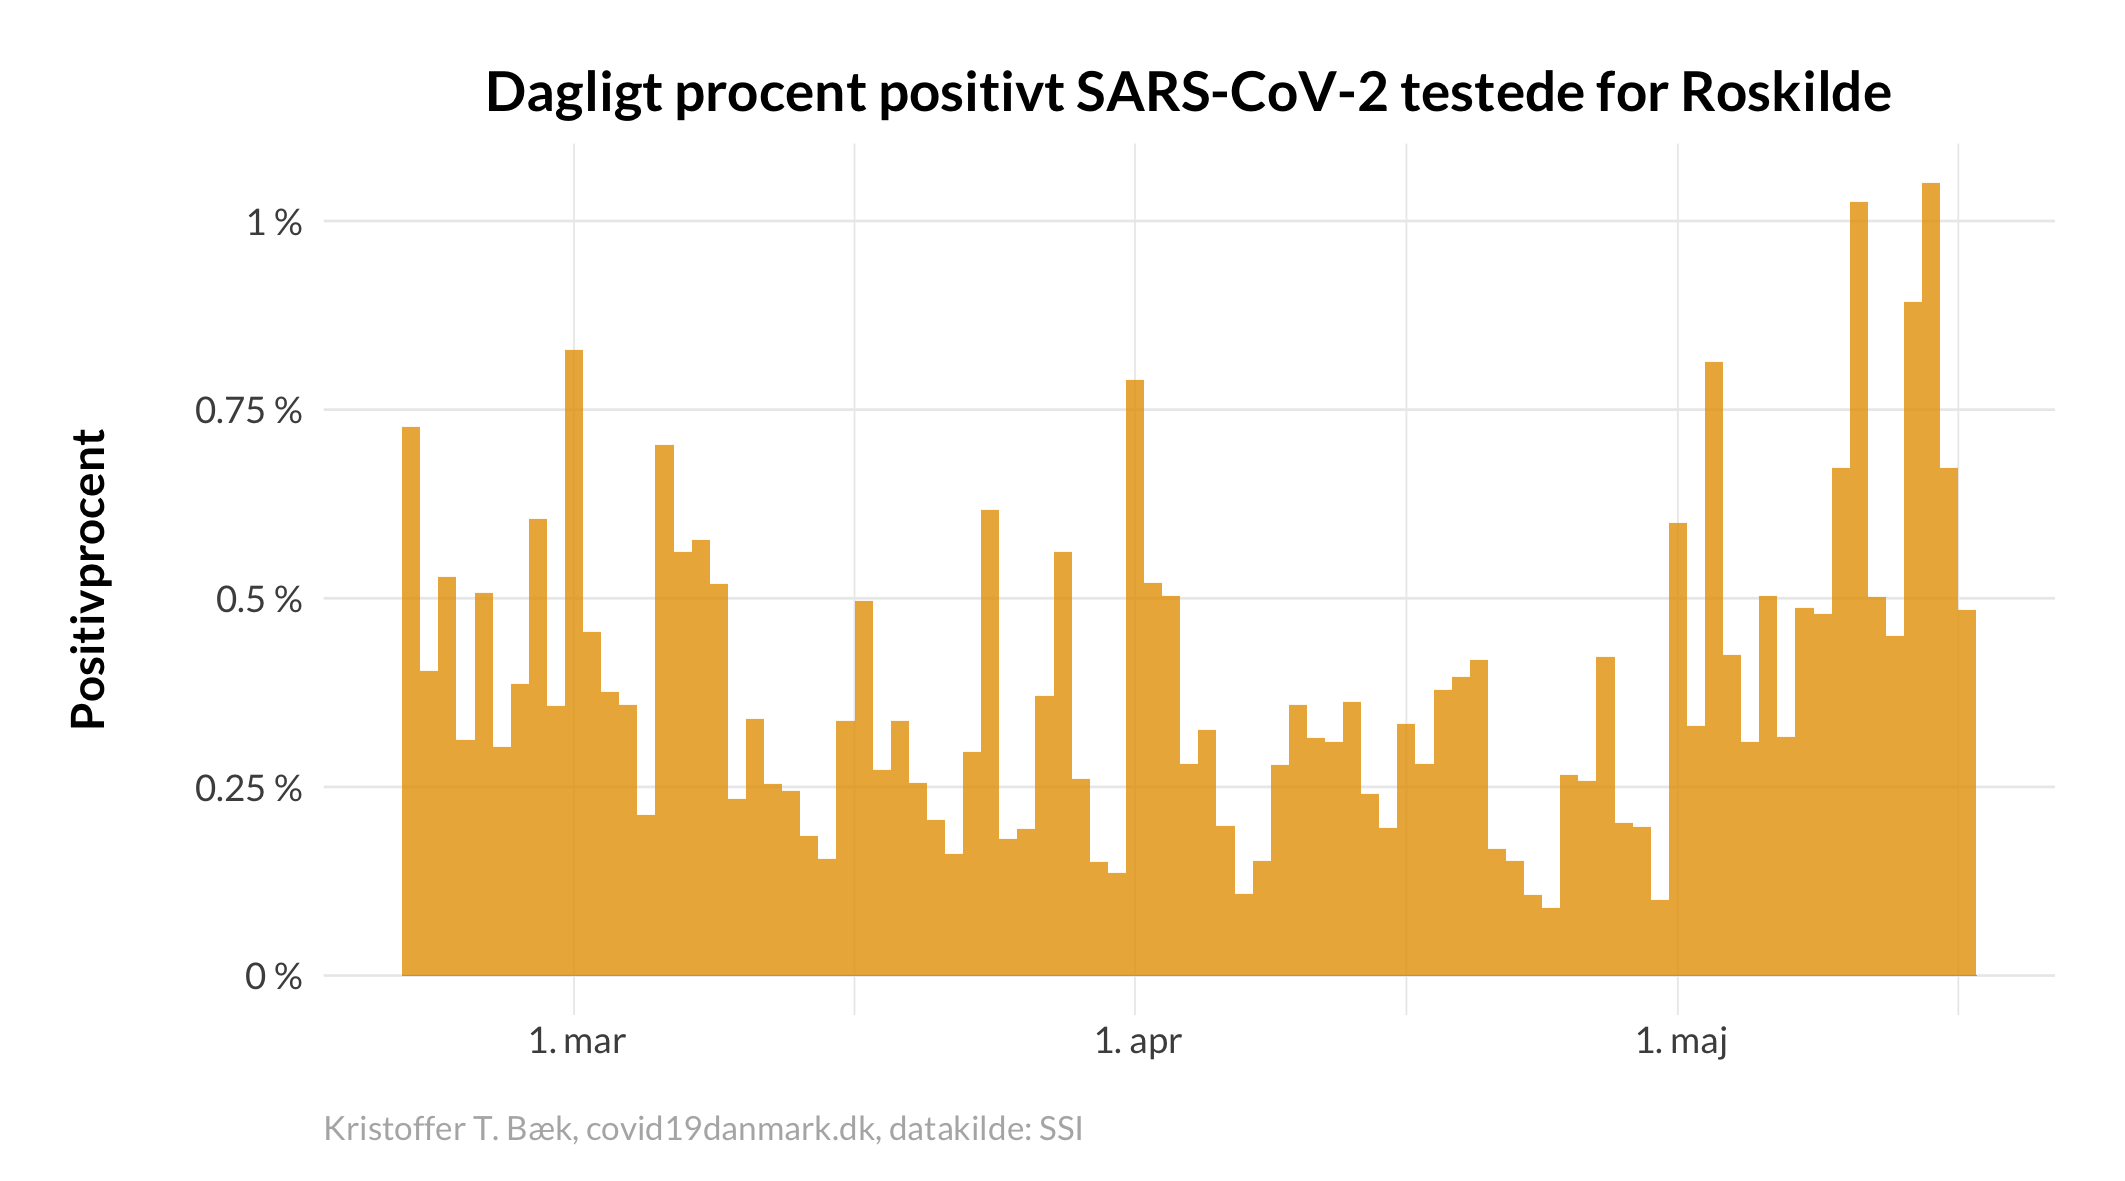 Dagligt procent positivt SARS-CoV-2 testede for Roskilde
Positivprocent
1 %
0.75 %
0.5 %
0.25 %
0 %
1. mar
1. apr
1. maj
Kristoffer T. Bæk, covid19danmark.dk, datakilde: SSI